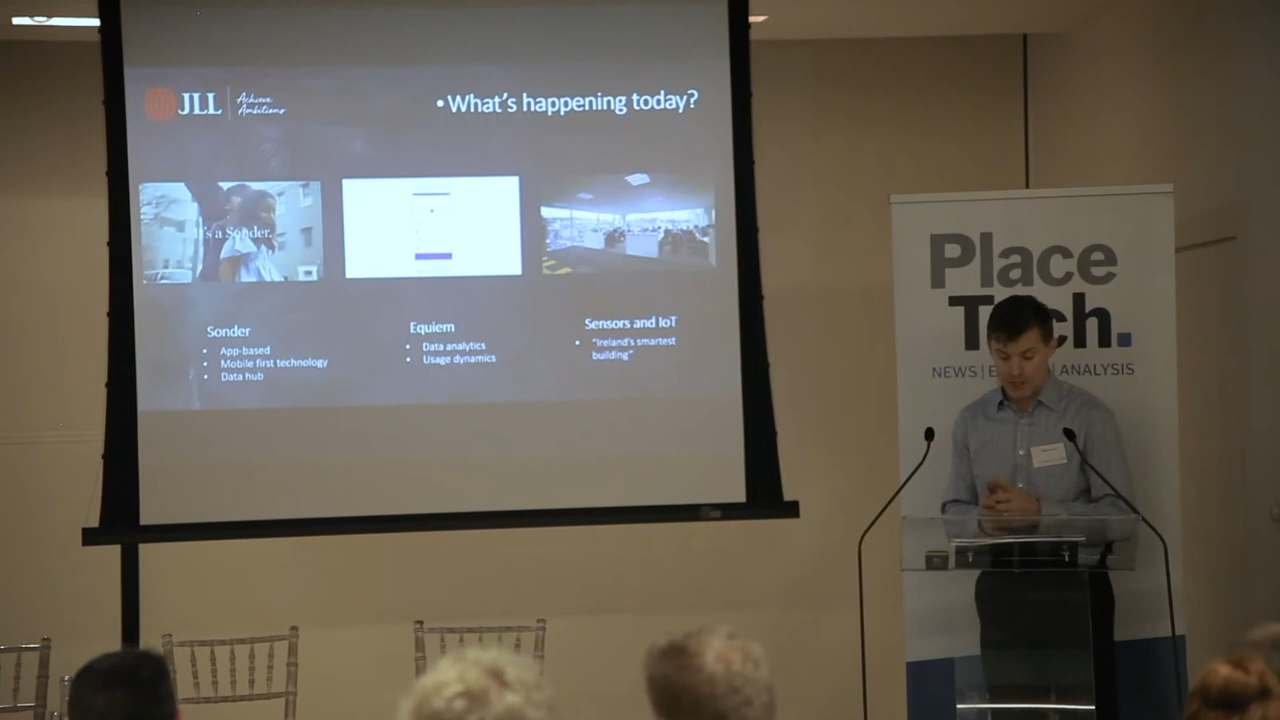 JLL
Achieve
Ambitions
• What's happening today?
It's a Sonder.
Sonder
• App-based
• Mobile first technology
• Data hub
Equiem
• Data analytics
• Usage dynamics
Sensors and IoT
• "Ireland's smartest
building"
Place
Tech.
NEWS | | ANALYSIS